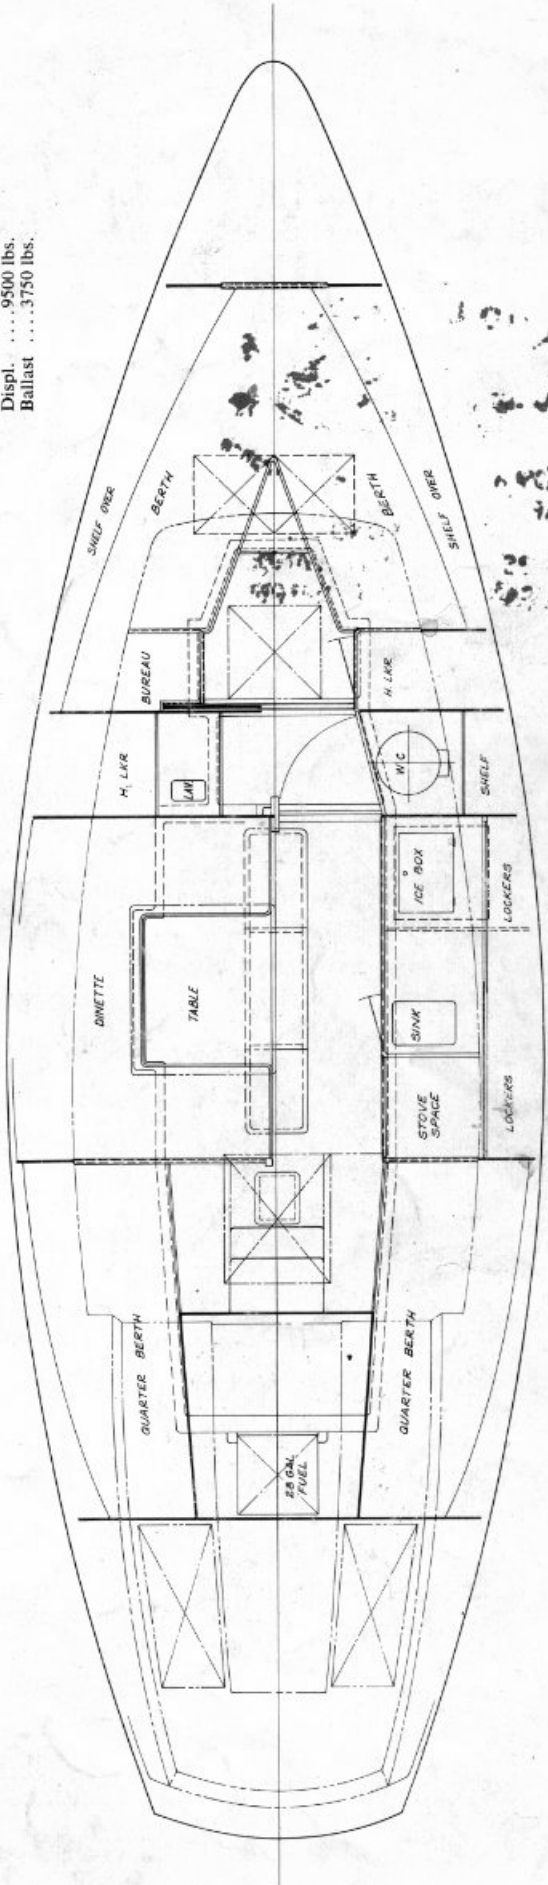 Displ. ....9500 lbs.
Ballast ....3750 lbs.
SHELF OVER
BERTH
BERTH
SHELF OVER
BUREAU
H. LKR
H. LKR
LAV
W/C
SHELF
ICE BOX
LOCKERS
DINETTE
TABLE
SINK
STOVE
SPACE
LOCKERS
QUARTER BERTH
QUARTER BERTH
28 GAL
FUEL